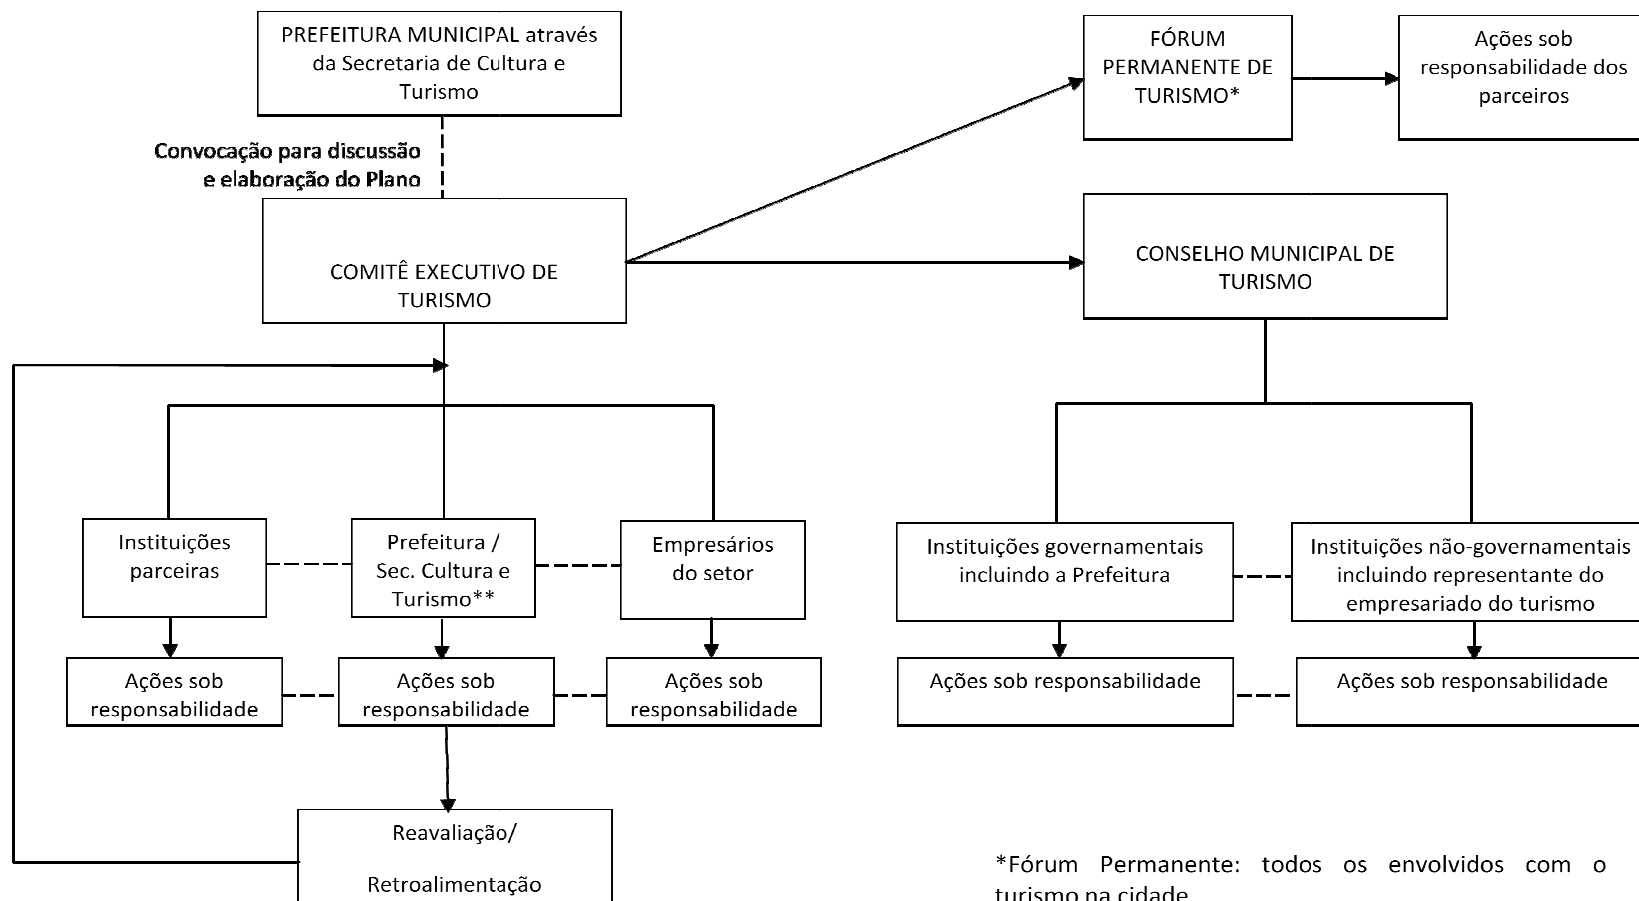 PREFEITURA MUNICIPAL através
da Secretaria de Cultura e
Turismo
FÓRUM
PERMANENTE DE
TURISMO*
Ações sob
responsabilidade dos
parceiros
Convocação para discussão
e elaboração do Plano
COMITÊ EXECUTIVO DE
TURISMO
CONSELHO MUNICIPAL DE
TURISMO
Instituições
parceiras
Prefeitura /
Sec. Cultura e
Turismo**
Empresários
do setor
Instituições governamentais
incluindo a Prefeitura
Instituições não-governamentais
incluindo representante do
empresariado do turismo
Ações sob
responsabilidade
Ações sob
responsabilidade
Ações sob
responsabilidade
Ações sob responsabilidade
Ações sob responsabilidade
Reavaliação/
Retroalimentação
*Fórum Permanente: todos os envolvidos com o
turismo na cidade